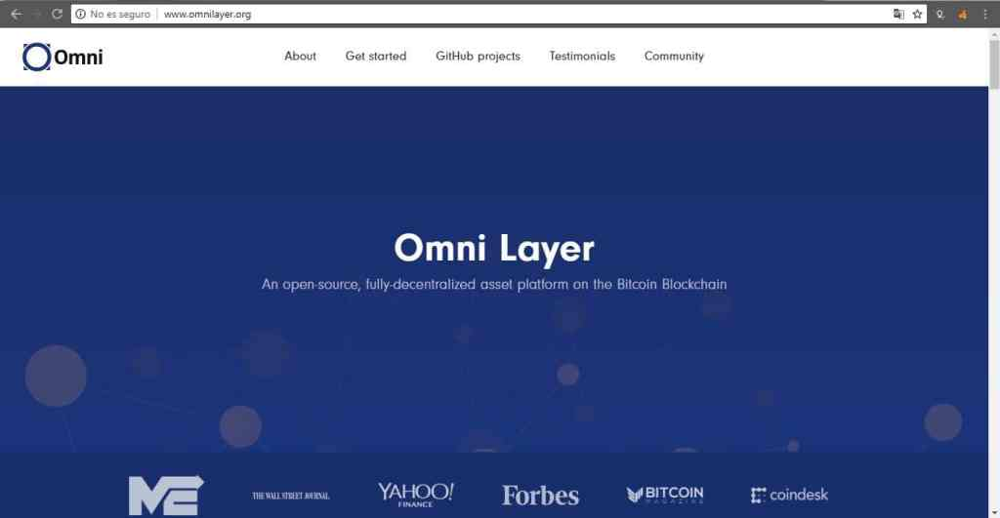 No es seguro | www.omnilayer.org
Omni
About Get started GitHub projects Testimonials Community
Omni Layer
An open-source, fully-decentralized asset platform on the Bitcoin Blockchain
ME THE WALL STREET JOURNAL YAHOO! FINANCE Forbes BITCOIN MAGAZINE coindesk